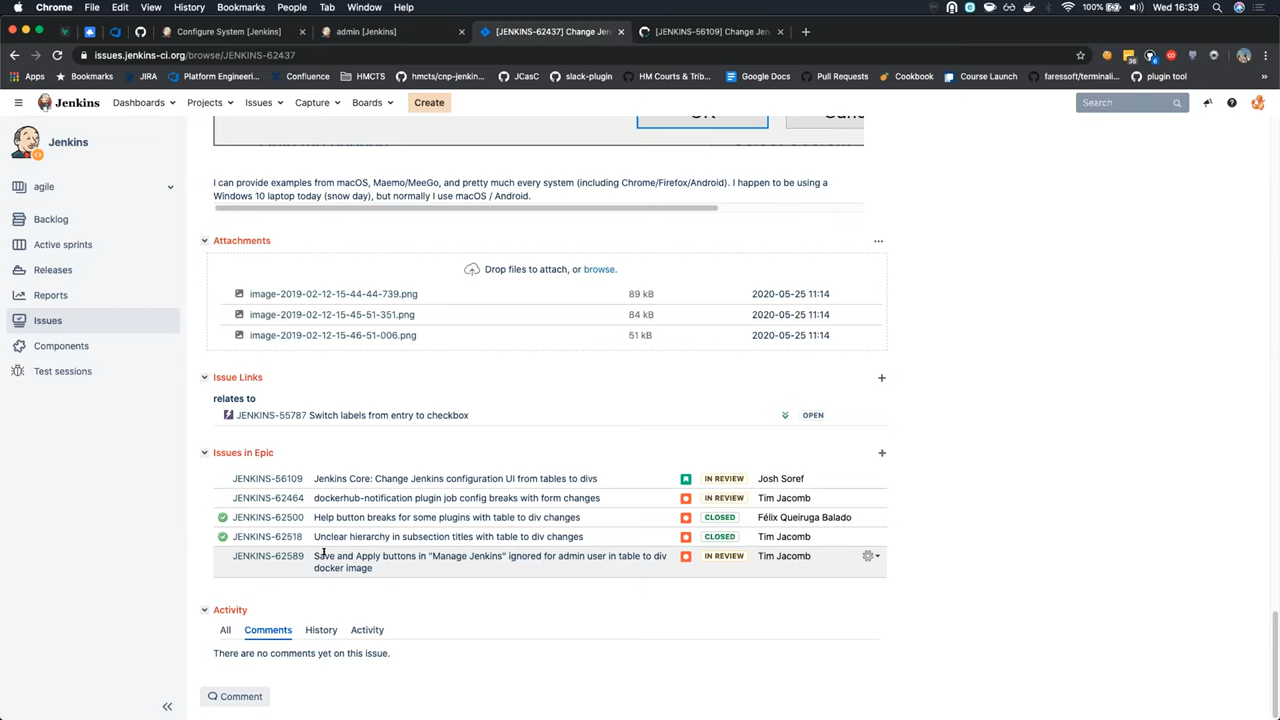 Chrome File Edit View History Bookmarks People Tab Window Help 100% Wed 16:39
Configure System [Jenkins] × admin [Jenkins] × [JENKINS-62437] Change Jen × [JENKINS-56109] Change Jen × +
issues.jenkins-ci.org/browse/JENKINS-62437
Apps Bookmarks JIRA Platform Engineeri... Confluence HMCTS hmcts/cnp-jenkin... JCasC slack-plugin HM Courts & Trib... Google Docs Pull Requests Cookbook Course Launch faressoft/terminali... plugin tool
Jenkins Dashboards Projects Issues Capture Boards Create Search
Jenkins
agile
Backlog
Active sprints
Releases
Reports
Issues
Components
Test sessions
I can provide examples from macOS, Maemo/MeeGo, and pretty much every system (including Chrome/Firefox/Android). I happen to be using a
Windows 10 laptop today (snow day), but normally I use macOS / Android.
Attachments
Drop files to attach, or browse.
image-2019-02-12-15-44-44-739.png 89 kB 2020-05-25 11:14
image-2019-02-12-15-45-51-351.png 84 kB 2020-05-25 11:14
image-2019-02-12-15-46-51-006.png 51 kB 2020-05-25 11:14
Issue Links
relates to
JENKINS-55787 Switch labels from entry to checkbox OPEN
Issues in Epic
JENKINS-56109 Jenkins Core: Change Jenkins configuration UI from tables to divs IN REVIEW Josh Soref
JENKINS-62464 dockerhub-notification plugin job config breaks with form changes IN REVIEW Tim Jacomb
JENKINS-62500 Help button breaks for some plugins with table to div changes CLOSED Félix Queiruga Balado
JENKINS-62518 Unclear hierarchy in subsection titles with table to div changes CLOSED Tim Jacomb
JENKINS-62589 Save and Apply buttons in "Manage Jenkins" ignored for admin user in table to div IN REVIEW Tim Jacomb
docker image
Activity
All Comments History Activity
There are no comments yet on this issue.
Comment